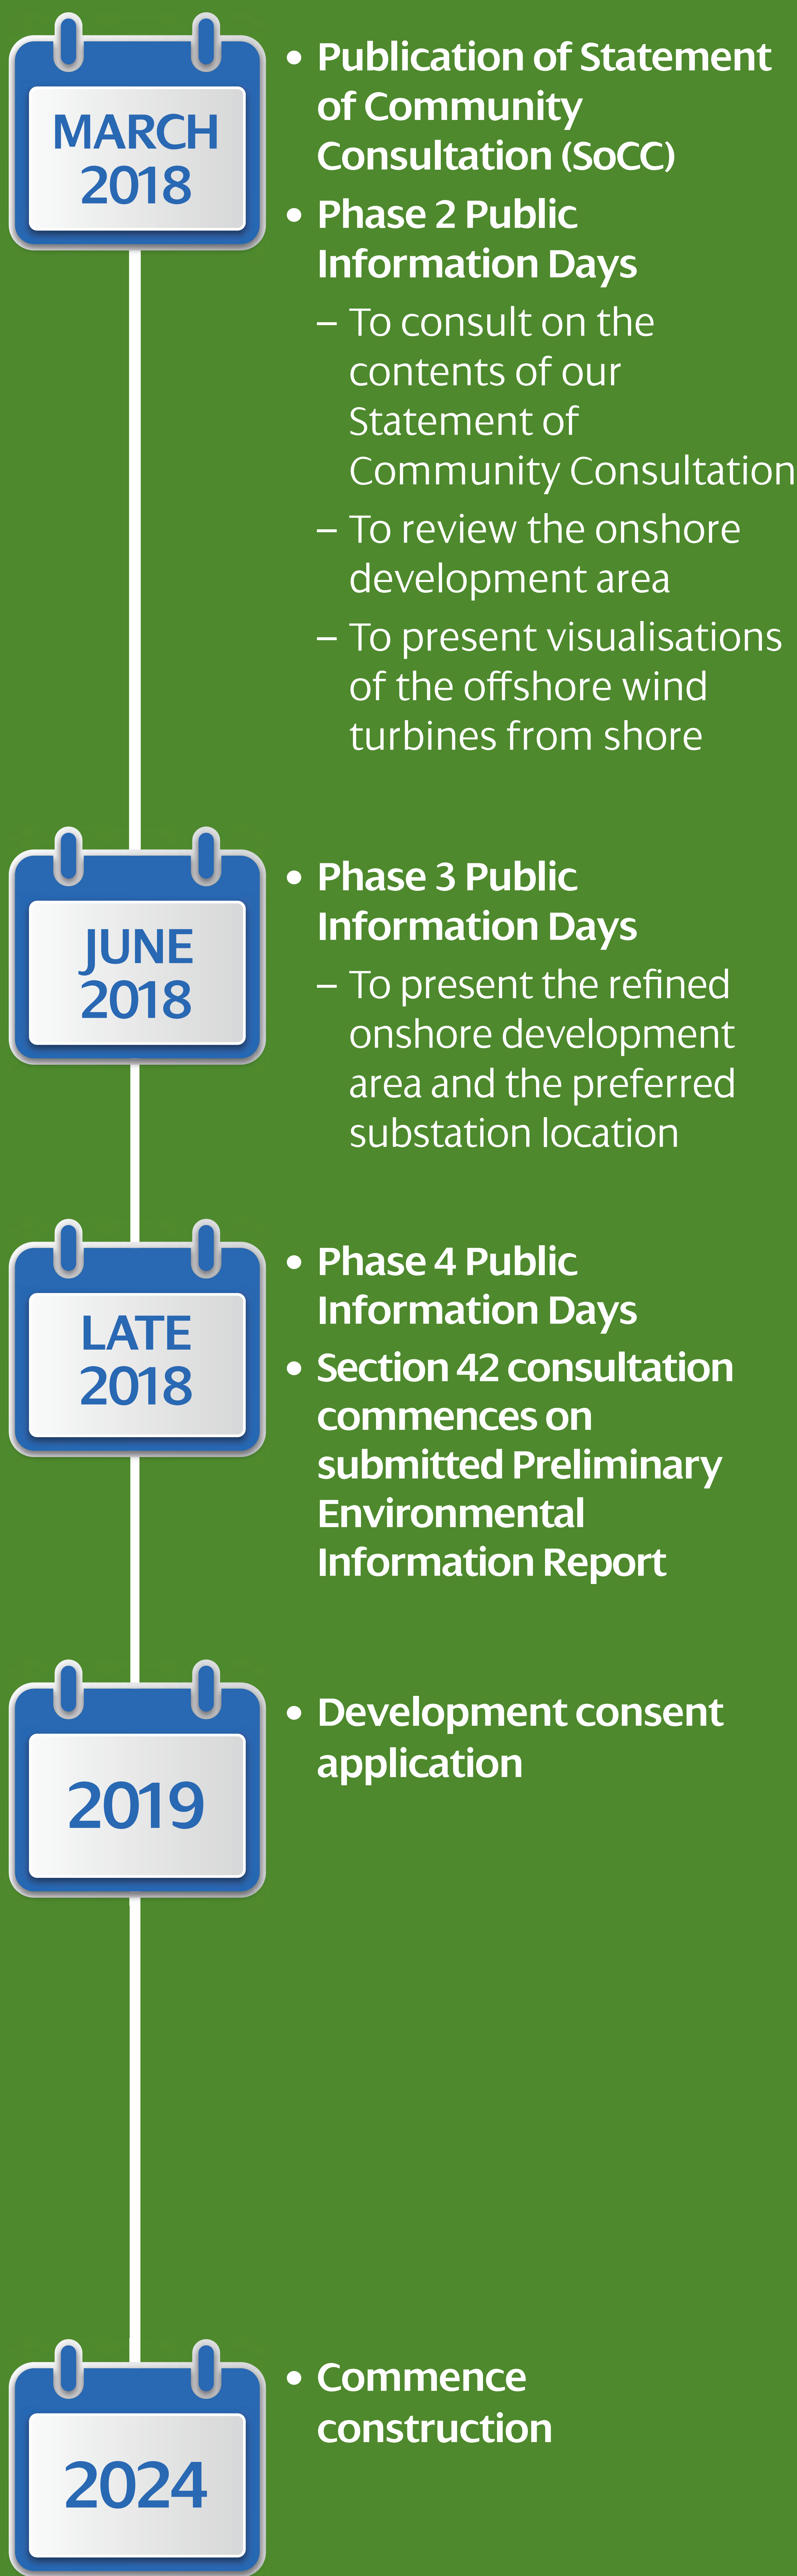 MARCH
2018
• Publication of Statement
of Community
Consultation (SoCC)
• Phase 2 Public
Information Days
– To consult on the
contents of our
Statement of
Community Consultation
– To review the onshore
development area
– To present visualisations
of the offshore wind
turbines from shore
JUNE
2018
• Phase 3 Public
Information Days
– To present the refined
onshore development
area and the preferred
substation location
LATE
2018
• Phase 4 Public
Information Days
• Section 42 consultation
commences on
submitted Preliminary
Environmental
Information Report
2019
• Development consent
application
2024
• Commence
construction